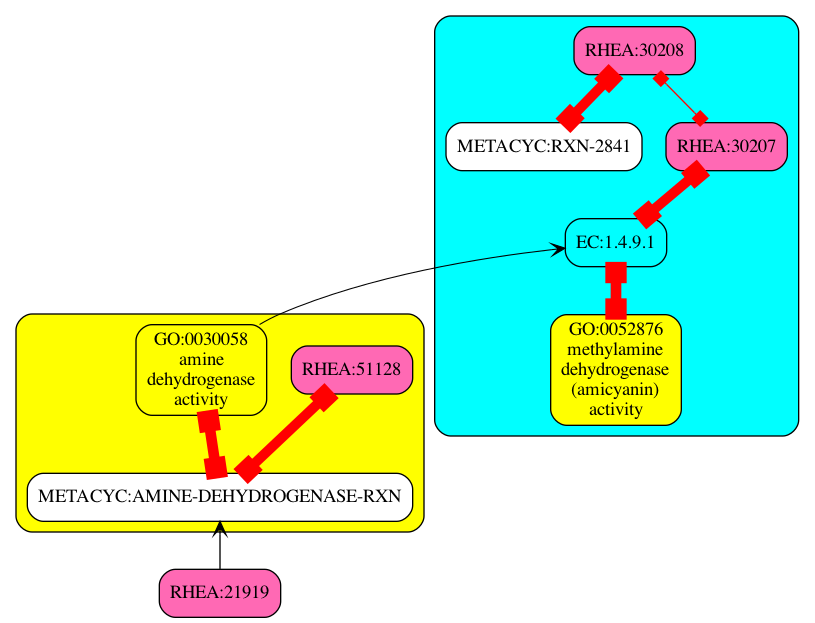 RHEA:30208
METACYC:RXN-2841
RHEA:30207
EC:1.4.9.1
GO:0052876
methylamine
dehydrogenase
(amicyanin)
activity
GO:0030058
amine
dehydrogenase
activity
RHEA:51128
METACYC:AMINE-DEHYDROGENASE-RXN
RHEA:21919